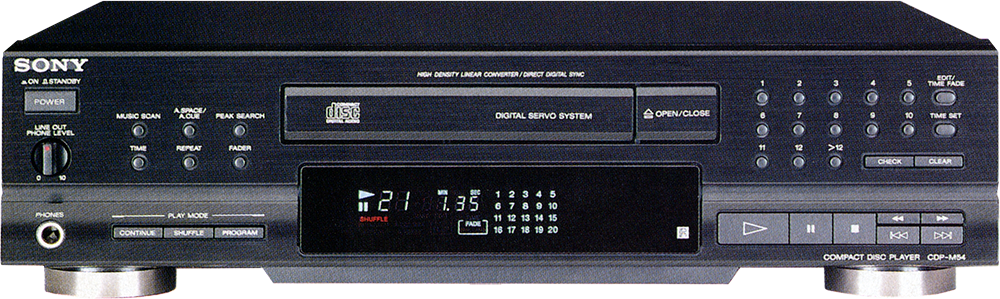 SONY
ON STANDBY
POWER
LINE OUT
PHONE LEVEL
0 10
PHONES
MUSIC SCAN
A.SPACE/
A.CUE
PEAK SEARCH
TIME
REPEAT
FADER
PLAY MODE
CONTINUE
SHUFFLE
PROGRAM
HIGH DENSITY LINEAR CONVERTER/DIRECT DIGITAL SYNC
COMPACT
disc
DIGITAL AUDIO
DIGITAL SERVO SYSTEM
OPEN/CLOSE
MIN SEC
21 7.35
SHUFFLE
FADE
1 2 3 4 5
6 7 8 9 10
11 12 13 14 15
16 17 18 19 20
1 2 3 4 5
6 7 8 9 10
11 12 >12
EDIT/
TIME FADE
TIME SET
CHECK
CLEAR
COMPACT DISC PLAYER CDP-M54